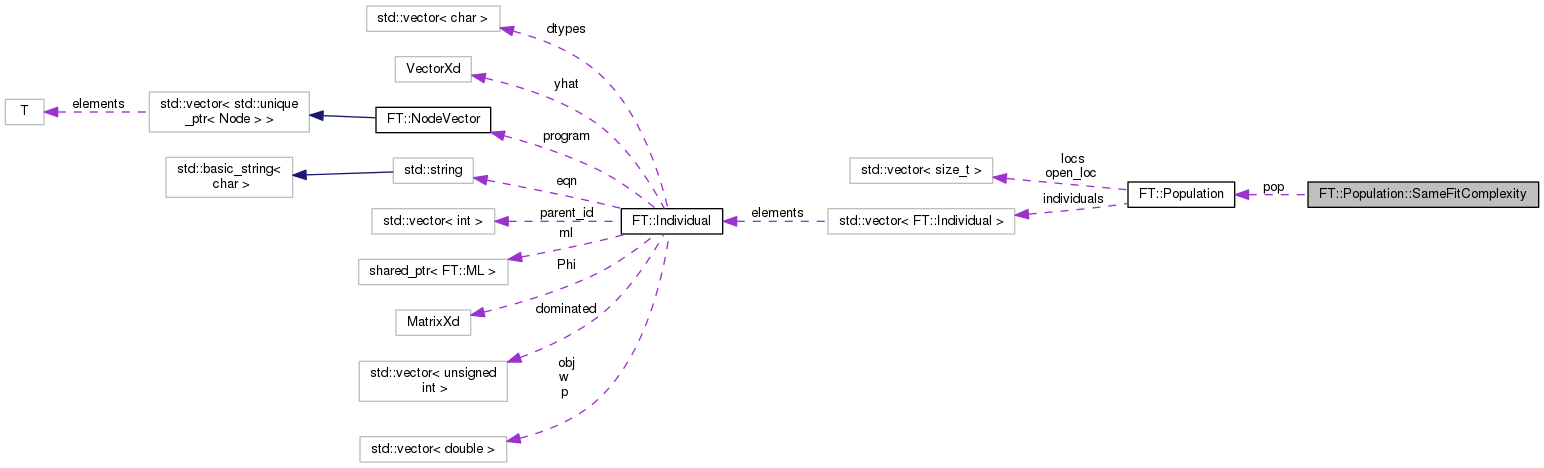 std::vector< char >
dtypes
VectorXd
yhat
T
elements
std::vector< std::unique
_ptr< Node > >
FT::NodeVector
program
std::basic_string<
char >
std::string
eqn
std::vector< int >
parent_id
ml
shared_ptr< FT::ML >
Phi
MatrixXd
dominated
std::vector< unsigned
int >
obj
w
p
std::vector< double >
FT::Individual
elements
std::vector< size_t >
locs
open_loc
individuals
std::vector< FT::Individual >
FT::Population
pop
FT::Population::SameFitComplexity